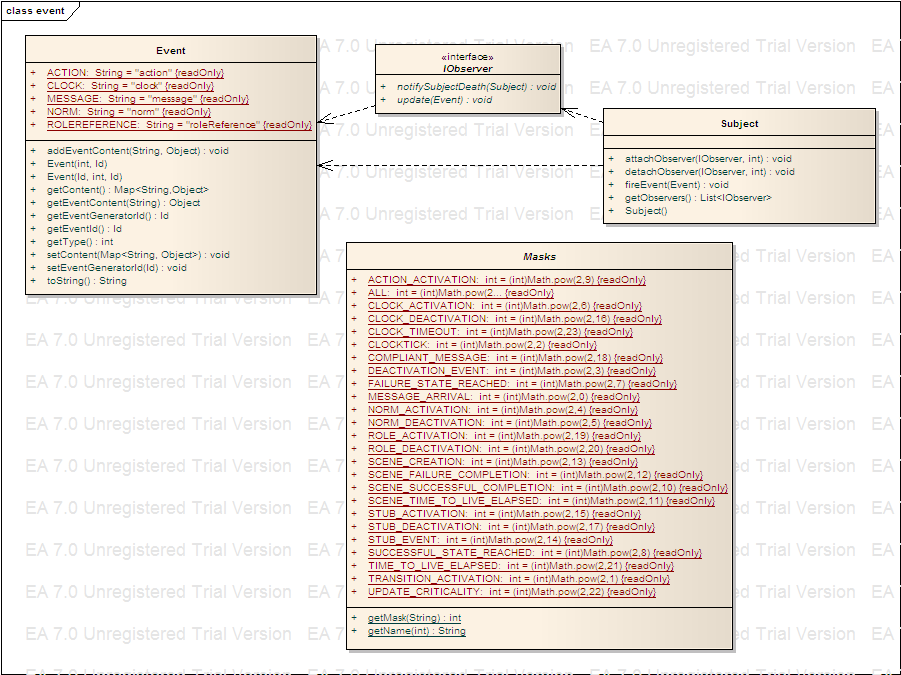 class event
Event
+ ACTION: String = "action" {readOnly}
+ CLOCK: String = "clock" {readOnly}
+ MESSAGE: String = "message" {readOnly}
+ NORM: String = "norm" {readOnly}
+ ROLEREFERENCE: String = "roleReference" {readOnly}
+ addEventContent(String, Object) : void
+ Event(int, Id)
+ Event(Id, int, Id)
+ getContent() : Map<String,Object>
+ getEventContent(String) : Object
+ getEventGeneratorId() : Id
+ getEventId() : Id
+ getType() : int
+ setContent(Map<String, Object>) : void
+ setEventGeneratorId(Id) : void
+ toString() : String
«interface»
IObserver
+ notifySubjectDeath(Subject) : void
+ update(Event) : void
Subject
+ attachObserver(IObserver, int) : void
+ detachObserver(IObserver, int) : void
+ fireEvent(Event) : void
+ getObservers() : List<IObserver>
+ Subject()
Masks
+ ACTION_ACTIVATION: int = (int)Math.pow(2,9) {readOnly}
+ ALL: int = (int)Math.pow(2... {readOnly}
+ CLOCK_ACTIVATION: int = (int)Math.pow(2,6) {readOnly}
+ CLOCK_DEACTIVATION: int = (int)Math.pow(2,16) {readOnly}
+ CLOCK_TIMEOUT: int = (int)Math.pow(2,23) {readOnly}
+ CLOCKTICK: int = (int)Math.pow(2,2) {readOnly}
+ COMPLIANT_MESSAGE: int = (int)Math.pow(2,18) {readOnly}
+ DEACTIVATION_EVENT: int = (int)Math.pow(2,3) {readOnly}
+ FAILURE_STATE_REACHED: int = (int)Math.pow(2,7) {readOnly}
+ MESSAGE_ARRIVAL: int = (int)Math.pow(2,0) {readOnly}
+ NORM_ACTIVATION: int = (int)Math.pow(2,4) {readOnly}
+ NORM_DEACTIVATION: int = (int)Math.pow(2,5) {readOnly}
+ ROLE_ACTIVATION: int = (int)Math.pow(2,19) {readOnly}
+ ROLE_DEACTIVATION: int = (int)Math.pow(2,20) {readOnly}
+ SCENE_CREATION: int = (int)Math.pow(2,13) {readOnly}
+ SCENE_FAILURE_COMPLETION: int = (int)Math.pow(2,12) {readOnly}
+ SCENE_SUCCESSFUL_COMPLETION: int = (int)Math.pow(2,10) {readOnly}
+ SCENE_TIME_TO_LIVE_ELAPSED: int = (int)Math.pow(2,11) {readOnly}
+ STUB_ACTIVATION: int = (int)Math.pow(2,15) {readOnly}
+ STUB_DEACTIVATION: int = (int)Math.pow(2,17) {readOnly}
+ STUB_EVENT: int = (int)Math.pow(2,14) {readOnly}
+ SUCCESSFUL_STATE_REACHED: int = (int)Math.pow(2,8) {readOnly}
+ TIME_TO_LIVE_ELAPSED: int = (int)Math.pow(2,21) {readOnly}
+ TRANSITION_ACTIVATION: int = (int)Math.pow(2,1) {readOnly}
+ UPDATE_CRITICALITY: int = (int)Math.pow(2,22) {readOnly}
+ getMask(String) : int
+ getName(int) : String
EA 7.0 Unregistered Trial Version